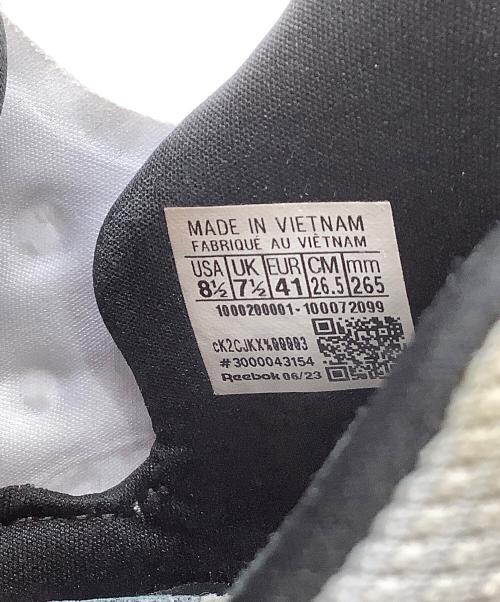 MADE IN VIETNAM
FABRIQUÉ AU VIÊTNAM
USA UK EUR CM mm
8½ 7½ 41 26.5 265
1000200001-100072099
#3000043154
Reebok 06/23